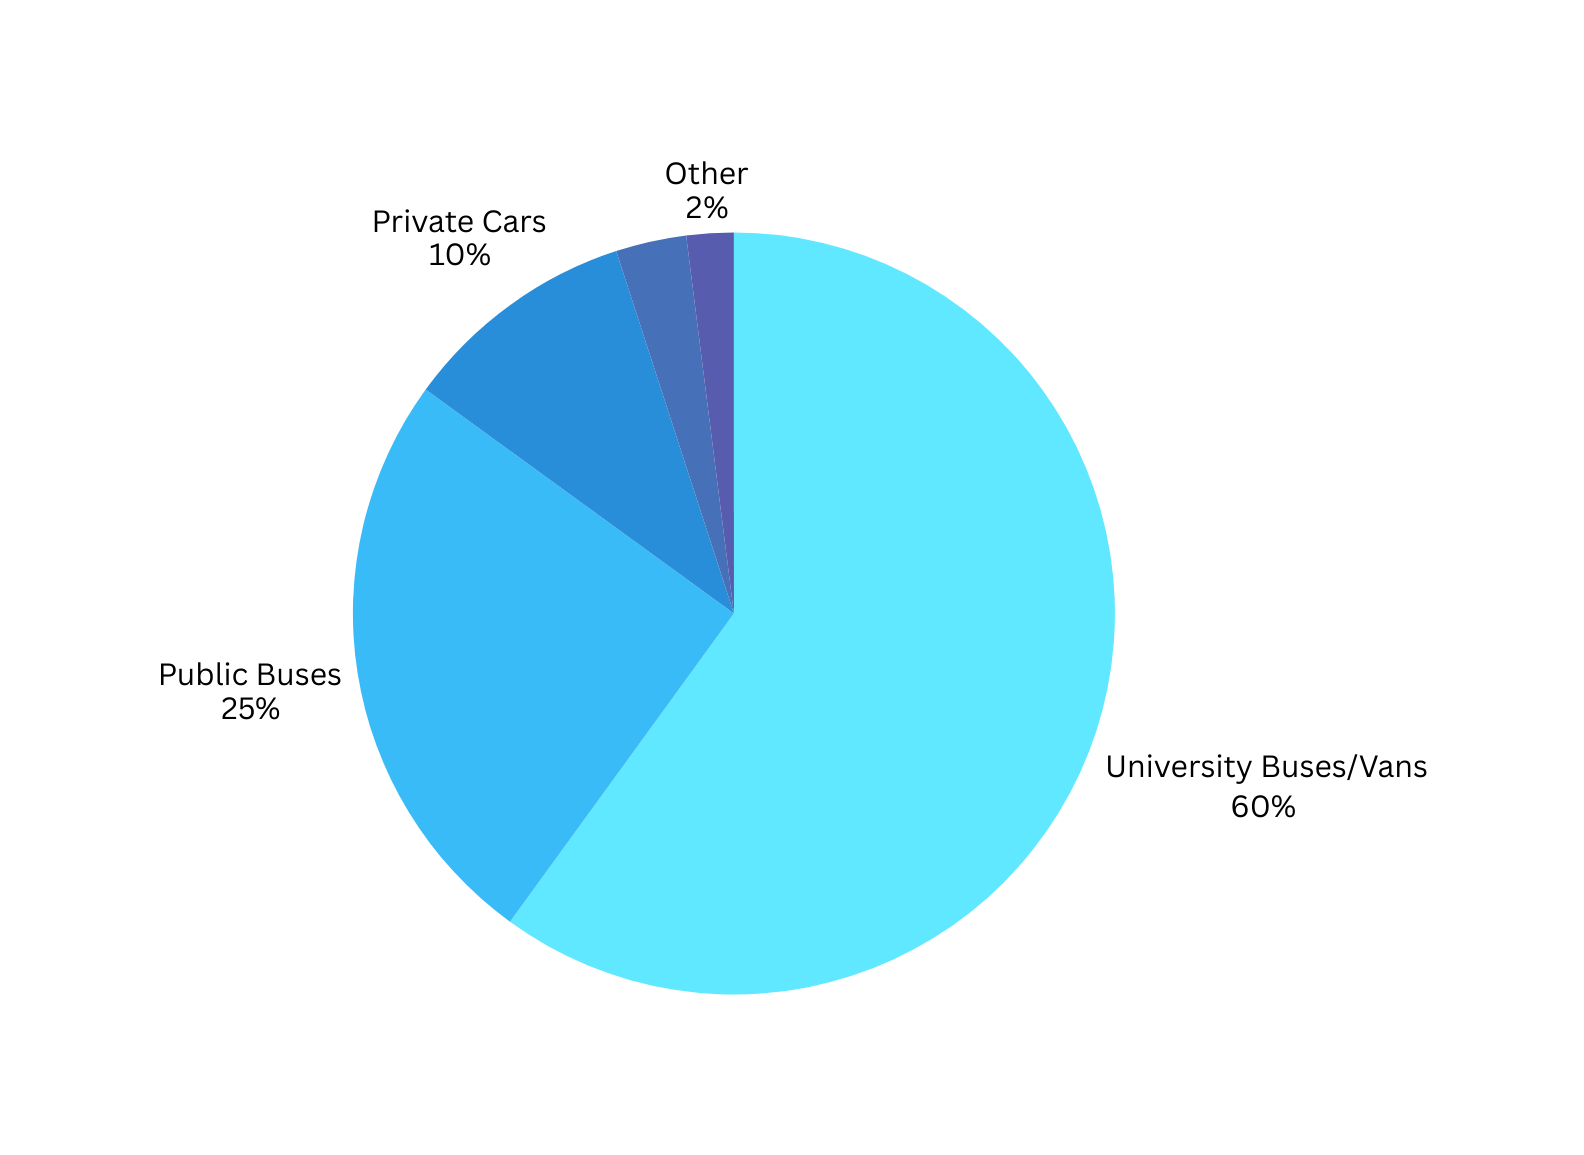 Other
2%
Private Cars
10%
Public Buses
25%
University Buses/Vans
60%